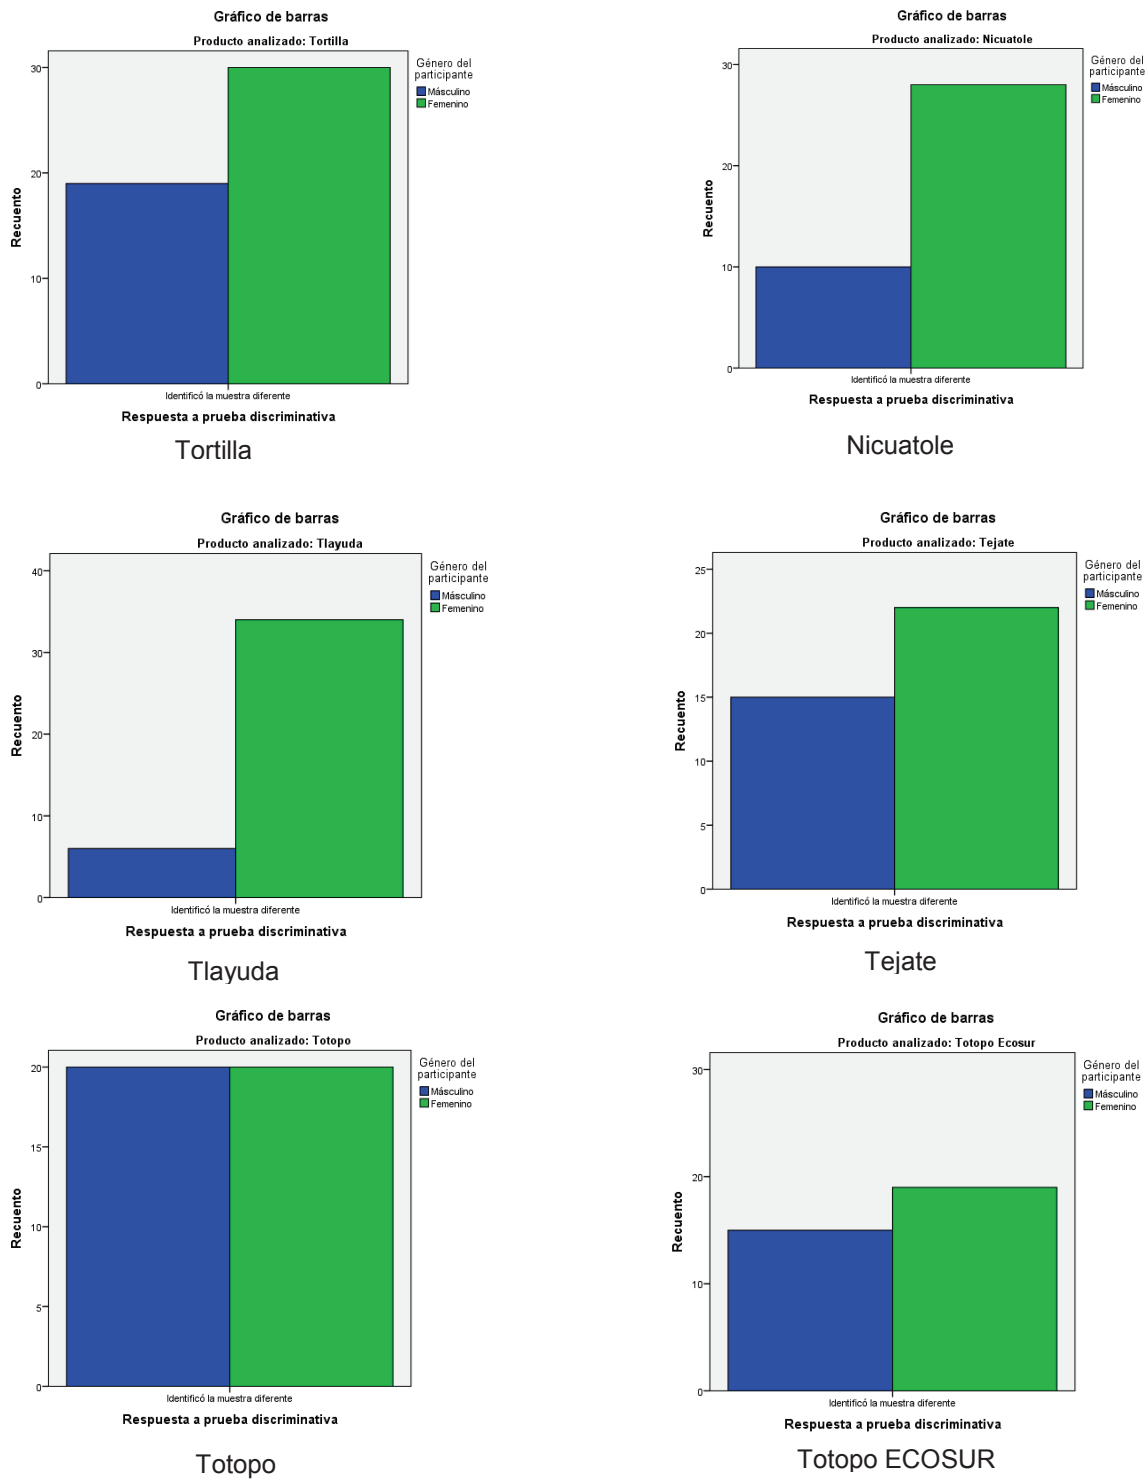 Gráfico de barras
Producto analizado: Tortilla
Género del
participante
Másculino
Femenino
Recuento
30
20
10
0
Identificó la muestra diferente
Respuesta a prueba discriminativa
Tortilla
Gráfico de barras
Producto analizado: Nicuatole
Género del
participante
Másculino
Femenino
Recuento
30
20
10
0
Identificó la muestra diferente
Respuesta a prueba discriminativa
Nicuatole
Gráfico de barras
Producto analizado: Tlayuda
Género del
participante
Másculino
Femenino
Recuento
40
30
20
10
0
Identificó la muestra diferente
Respuesta a prueba discriminativa
Tlayuda
Gráfico de barras
Producto analizado: Tejate
Género del
participante
Másculino
Femenino
Recuento
25
20
15
10
5
0
Identificó la muestra diferente
Respuesta a prueba discriminativa
Tejate
Gráfico de barras
Producto analizado: Totopo
Género del
participante
Másculino
Femenino
Recuento
20
15
10
5
0
Identificó la muestra diferente
Respuesta a prueba discriminativa
Totopo
Gráfico de barras
Producto analizado: Totopo Ecosur
Género del
participante
Másculino
Femenino
Recuento
30
20
10
0
Identificó la muestra diferente
Respuesta a prueba discriminativa
Totopo ECOSUR